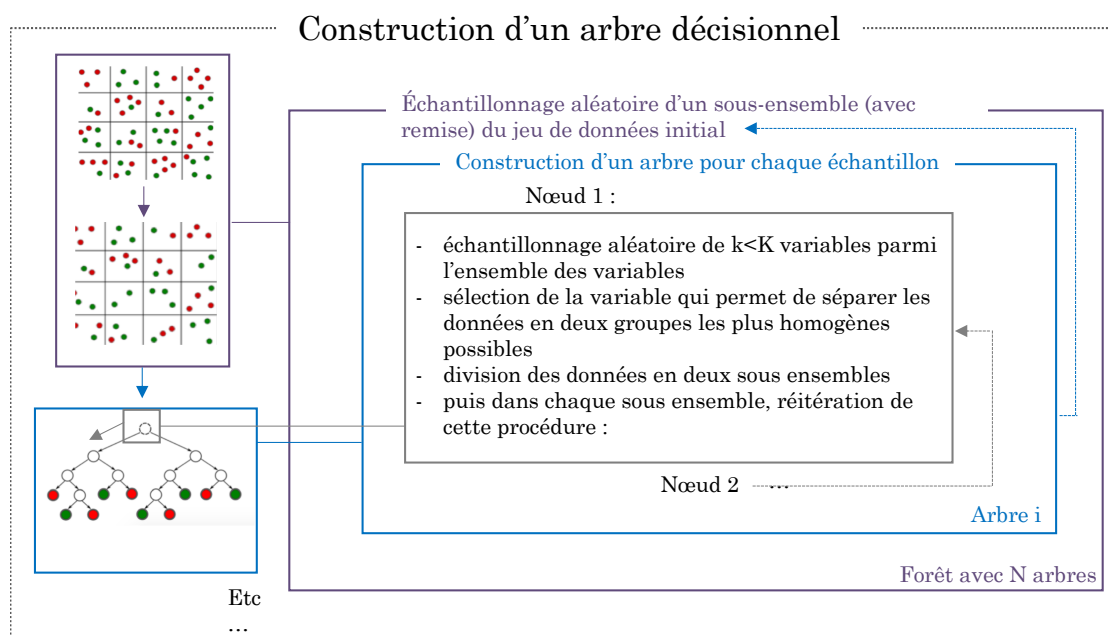 Construction d'un arbre décisionnel
Échantillonnage aléatoire d'un sous-ensemble (avec
remise) du jeu de données initial
Construction d'un arbre pour chaque échantillon
Nœud 1 :
- échantillonnage aléatoire de k<K variables parmi
l'ensemble des variables
- sélection de la variable qui permet de séparer les
données en deux groupes les plus homogènes
possibles
- division des données en deux sous ensembles
- puis dans chaque sous ensemble, réitération de
cette procédure :
Nœud 2 …
Arbre i
Forêt avec N arbres
Etc
…